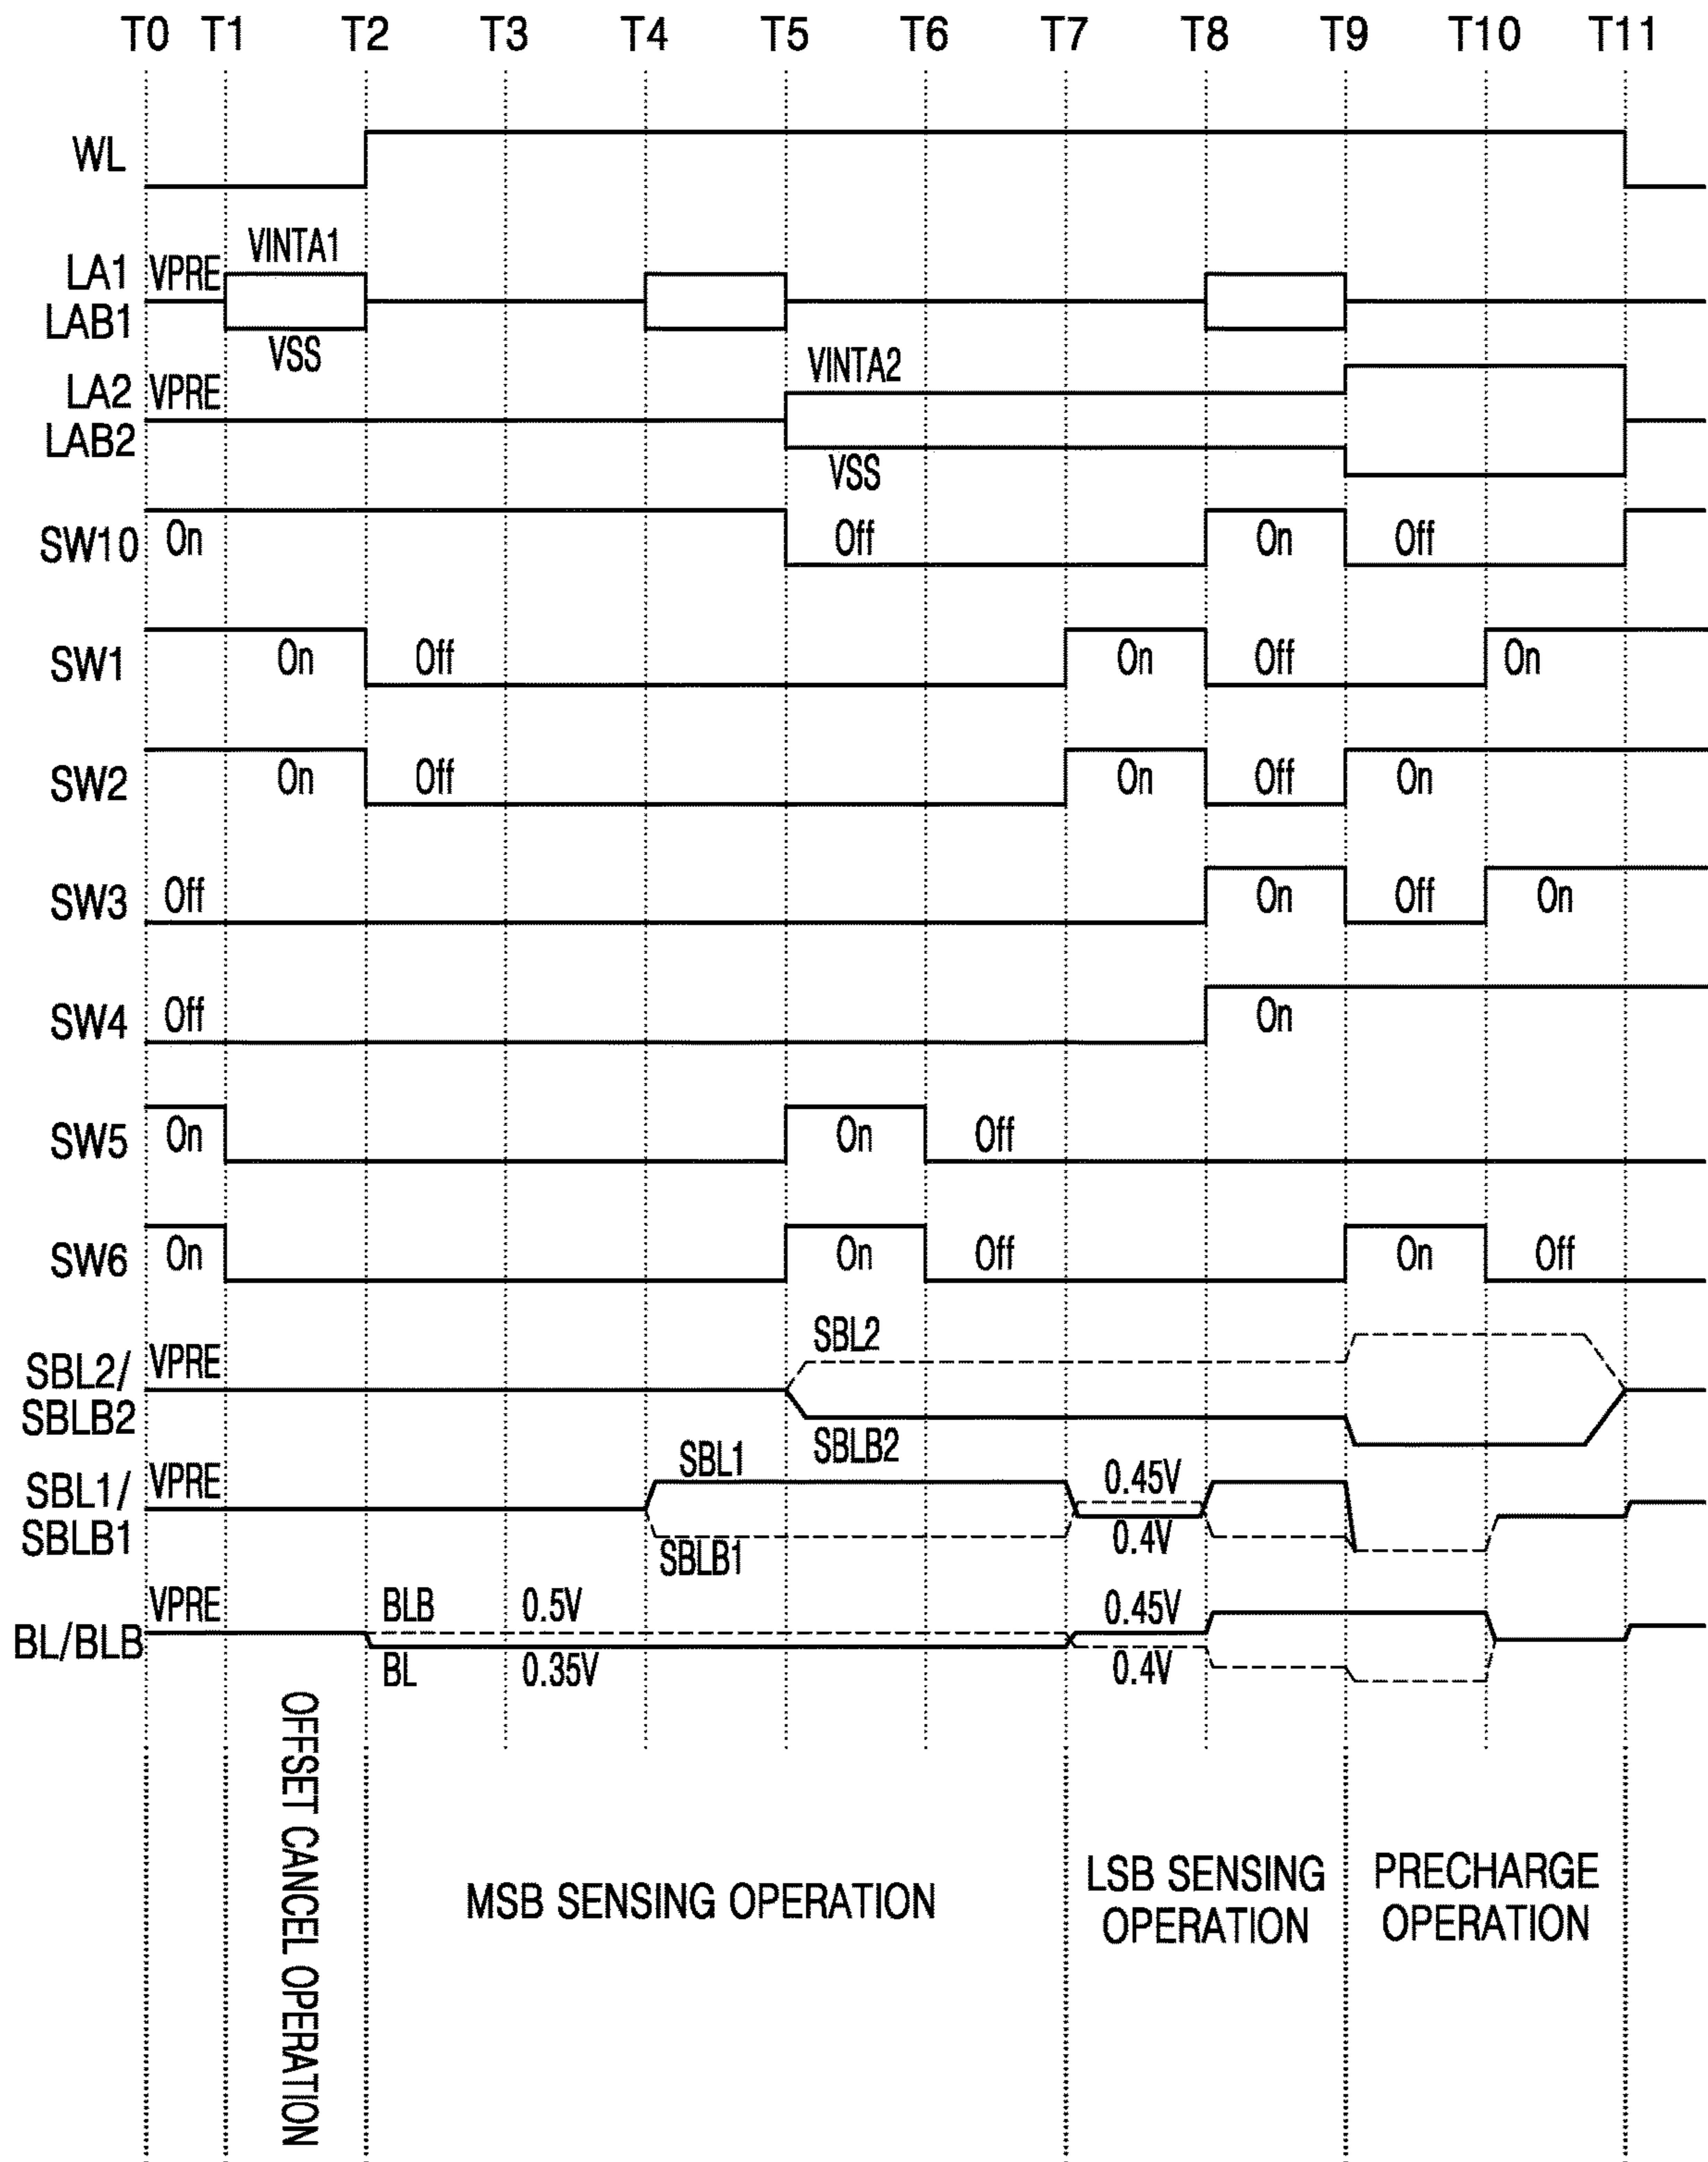 T0 T1 T2 T3 T4 T5 T6 T7 T8 T9 T10 T11
WL
VINTA1
LA1 VPRE
LAB1
VSS
VINTA2
LA2 VPRE
LAB2
VSS
SW10 On Off On Off
SW1 On Off On Off On
SW2 On Off On Off On
SW3 Off On Off On
SW4 Off On
SW5 On On Off
SW6 On On Off On Off
SBL2
SBL2/ VPRE
SBLB2
SBLB2
SBL1 0.45V
SBL1/ VPRE
SBLB1 SBLB1 0.4V
VPRE BLB 0.5V 0.45V
BL/BLB
BL 0.35V 0.4V
OFFSET CANCEL OPERATION
MSB SENSING OPERATION
LSB SENSING
OPERATION
PRECHARGE
OPERATION